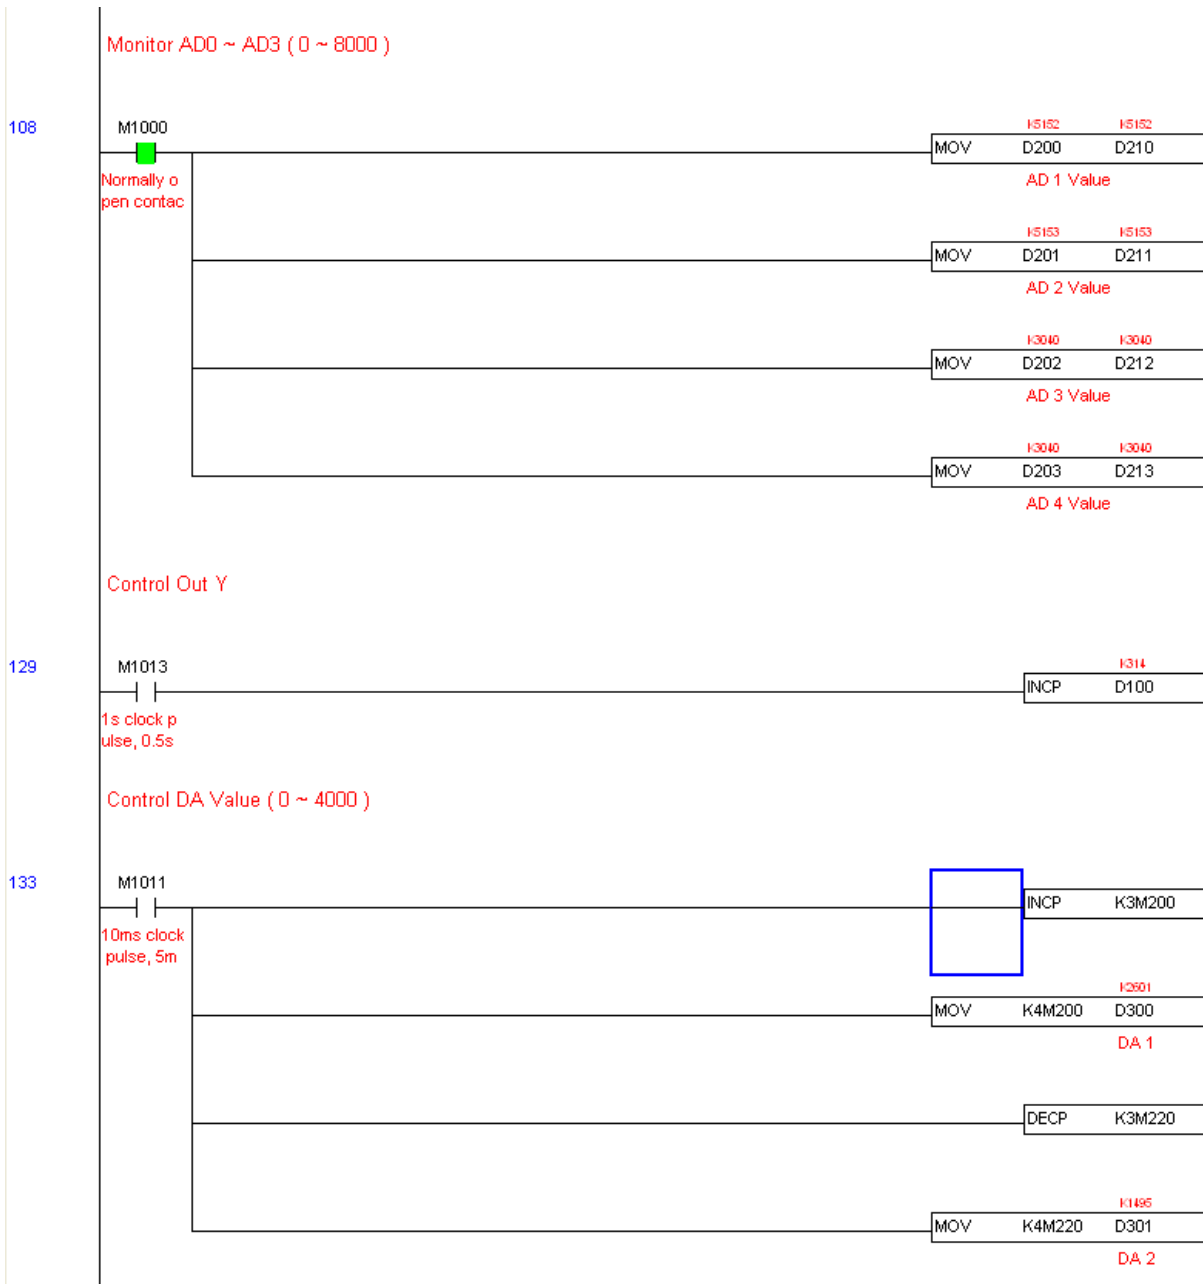 Monitor AD0 ~ AD3 ( 0 ~ 8000 )
108 M1000 K5152 K5152
MOV D200 D210
Normally o
pen contac
AD 1 Value
K5153 K5153
MOV D201 D211
AD 2 Value
K3040 K3040
MOV D202 D212
AD 3 Value
K3040 K3040
MOV D203 D213
AD 4 Value
Control Out Y
129 M1013 K314
INCP D100
1s clock p
ulse, 0.5s
Control DA Value ( 0 ~ 4000 )
133 M1011
INCP K3M200
10ms clock
pulse, 5m
K2601
MOV K4M200 D300
DA 1
DECP K3M220
K1495
MOV K4M220 D301
DA 2